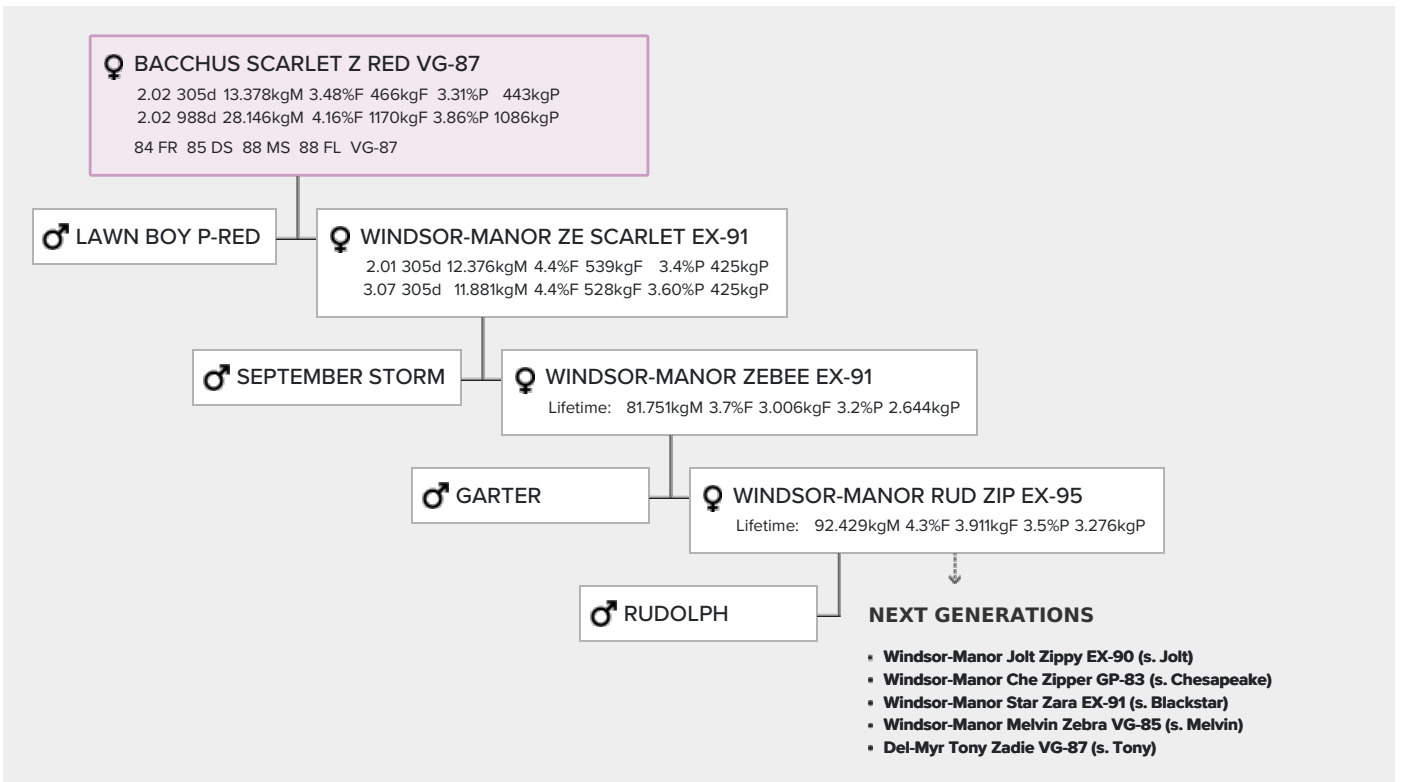 ♀ BACCHUS SCARLET Z RED VG-87
2.02 305d 13.378kgM 3.48%F 466kgF 3.31%P 443kgP
2.02 988d 28.146kgM 4.16%F 1170kgF 3.86%P 1086kgP
84 FR 85 DS 88 MS 88 FL VG-87
♂ LAWN BOY P-RED
♀ WINDSOR-MANOR ZE SCARLET EX-91
2.01 305d 12.376kgM 4.4%F 539kgF 3.4%P 425kgP
3.07 305d 11.881kgM 4.4%F 528kgF 3.60%P 425kgP
♂ SEPTEMBER STORM
♀ WINDSOR-MANOR ZEBEE EX-91
Lifetime: 81.751kgM 3.7%F 3.006kgF 3.2%P 2.644kgP
♂ GARTER
♀ WINDSOR-MANOR RUD ZIP EX-95
Lifetime: 92.429kgM 4.3%F 3.911kgF 3.5%P 3.276kgP
♂ RUDOLPH
NEXT GENERATIONS
• Windsor-Manor Jolt Zippy EX-90 (s. Jolt)
• Windsor-Manor Che Zipper GP-83 (s. Chesapeake)
• Windsor-Manor Star Zara EX-91 (s. Blackstar)
• Windsor-Manor Melvin Zebra VG-85 (s. Melvin)
• Del-Myr Tony Zadie VG-87 (s. Tony)